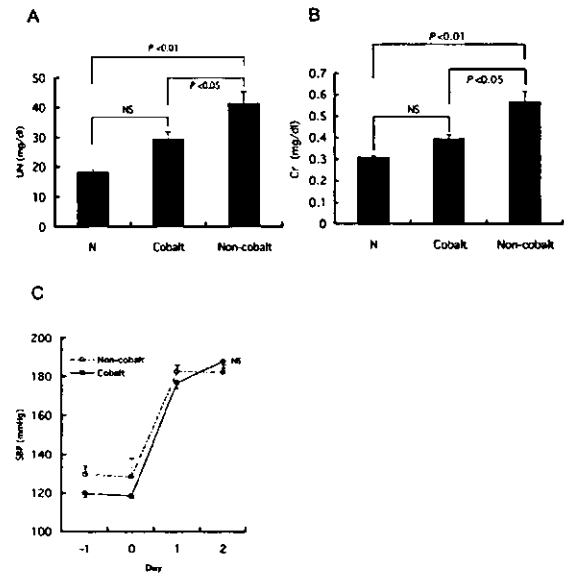 A
P<0.01
P<0.05
NS
UN (mg/dl)
50
40
30
20
10
0
N Cobalt Non-cobalt
B
P<0.01
P<0.05
NS
Cr (mg/dl)
0.7
0.6
0.5
0.4
0.3
0.2
0.1
0
N Cobalt Non-cobalt
C
Non-cobalt
Cobalt
NS
SBP (mmHg)
200
180
160
140
120
100
-1 0 1 2
Day